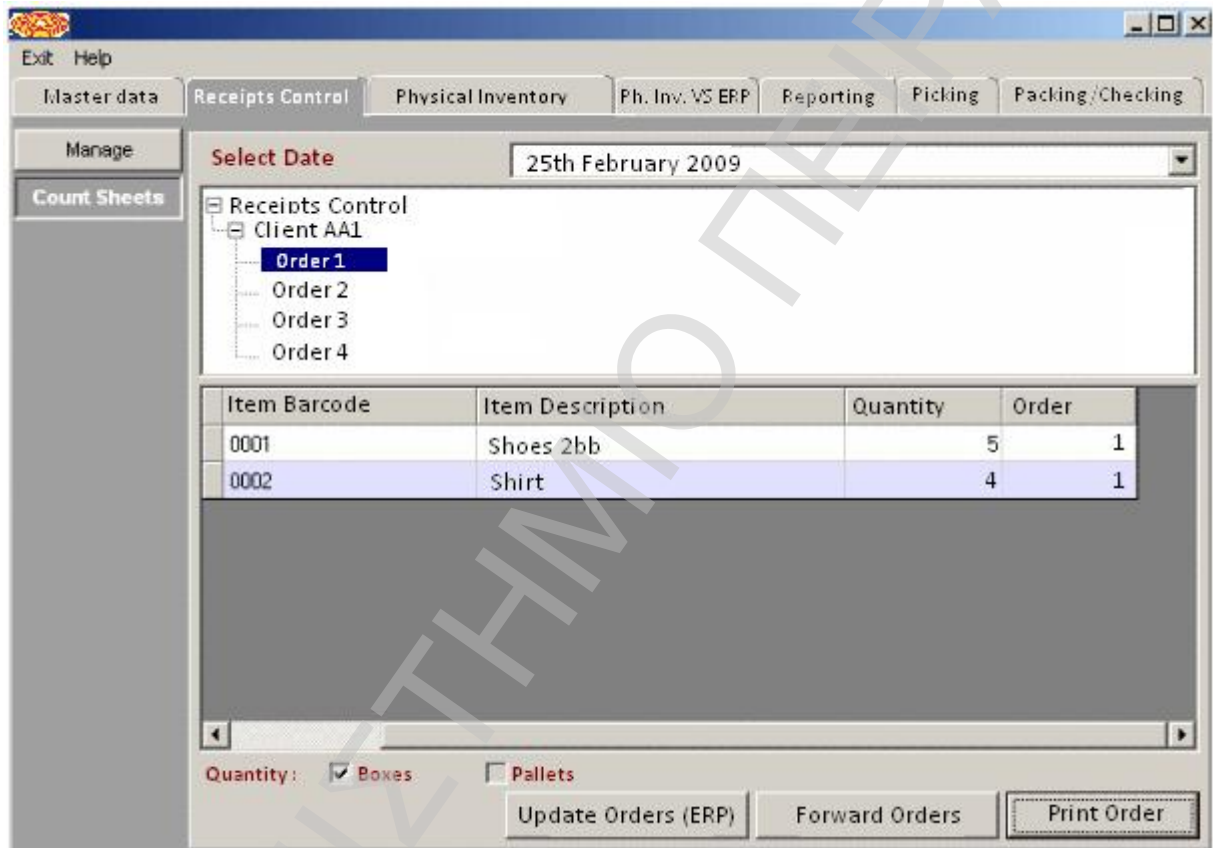 Exit Help
Master data Receipts Control Physical Inventory Ph. Inv. VS ERP Reporting Picking Packing/Checking
Manage
Count Sheets
Select Date 25th February 2009
Receipts Control
Client AA1
Order 1
Order 2
Order 3
Order 4
Item Barcode Item Description Quantity Order
0001 Shoes 2bb 5 1
0002 Shirt 4 1
Quantity: Boxes Pallets
Update Orders (ERP) Forward Orders Print Order